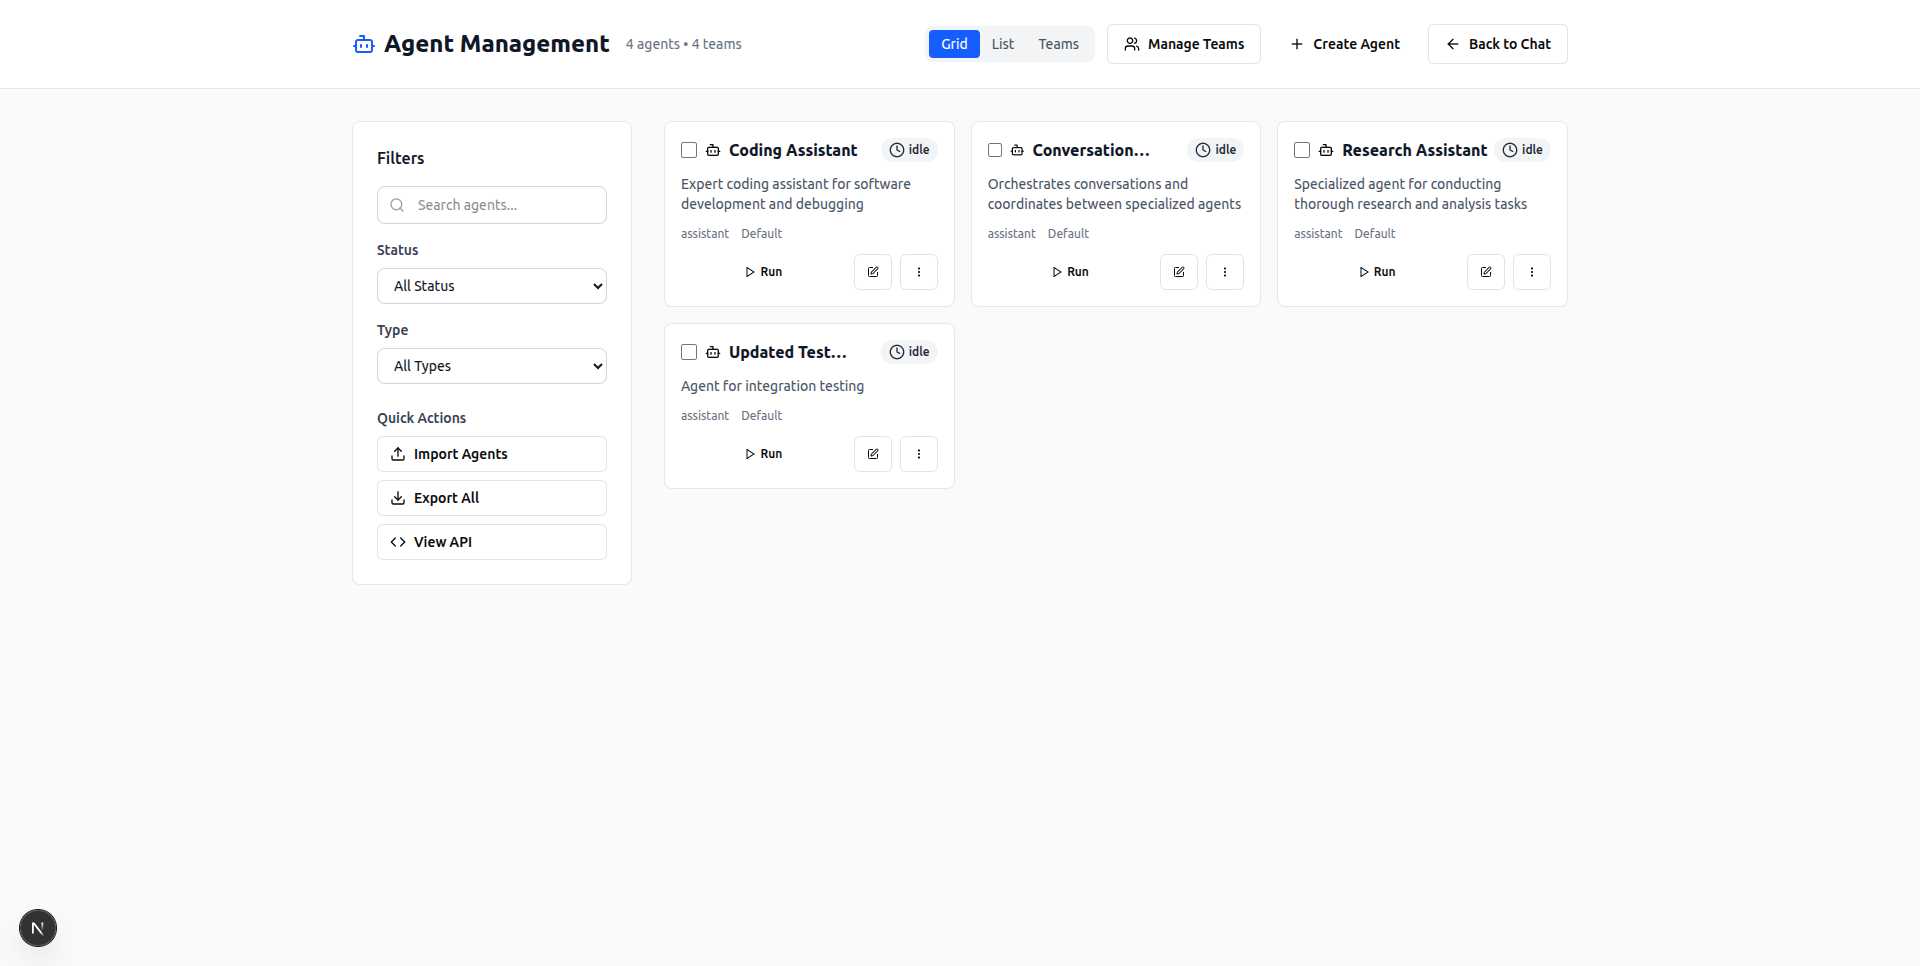 Agent Management
4 agents • 4 teams
Grid
List
Teams
Manage Teams
Create Agent
Back to Chat
Filters
Search agents...
Status
All Status
Type
All Types
Quick Actions
Import Agents
Export All
View API
Coding Assistant
idle
Expert coding assistant for software
development and debugging
assistant Default
Run
Conversation...
idle
Orchestrates conversations and
coordinates between specialized agents
assistant Default
Run
Research Assistant
idle
Specialized agent for conducting
thorough research and analysis tasks
assistant Default
Run
Updated Test...
idle
Agent for integration testing
assistant Default
Run
N